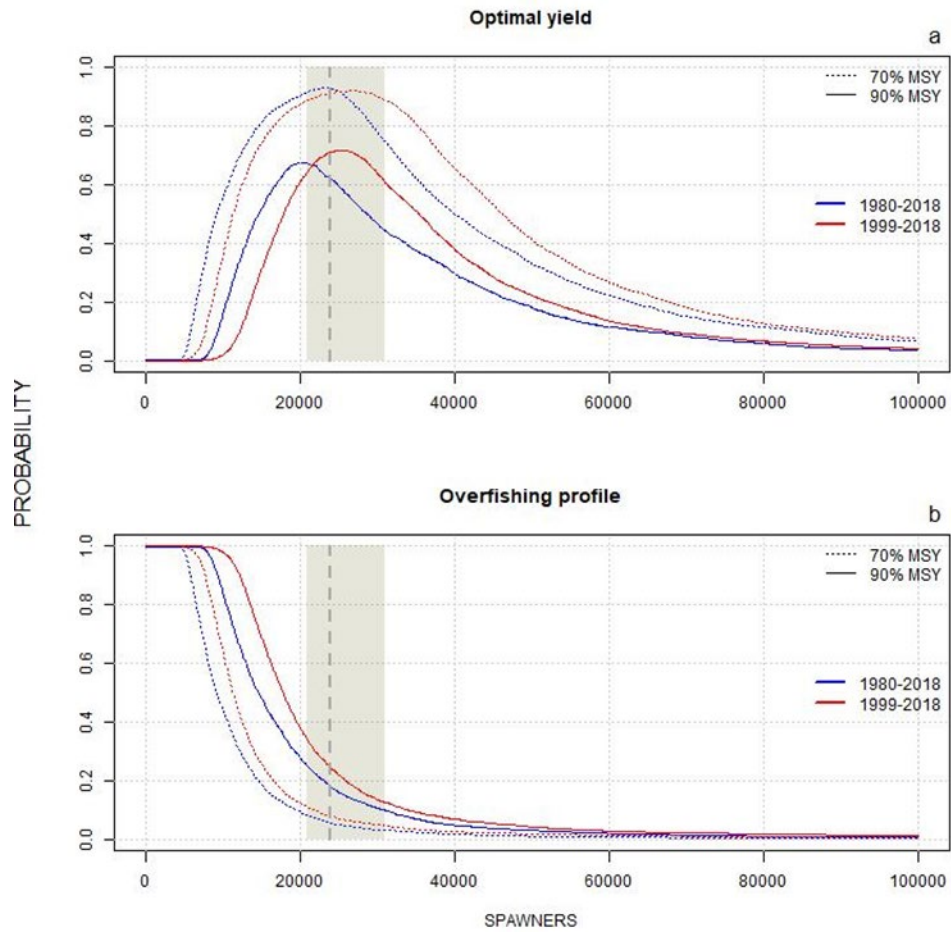 Optimal yield
a
1.0
0.8
0.6
0.4
0.2
0.0
70% MSY
90% MSY
1980-2018
1999-2018
0 20000 40000 60000 80000 100000
PROBABILITY
Overfishing profile
b
1.0
0.8
0.6
0.4
0.2
0.0
70% MSY
90% MSY
1980-2018
1999-2018
0 20000 40000 60000 80000 100000
SPAWNERS